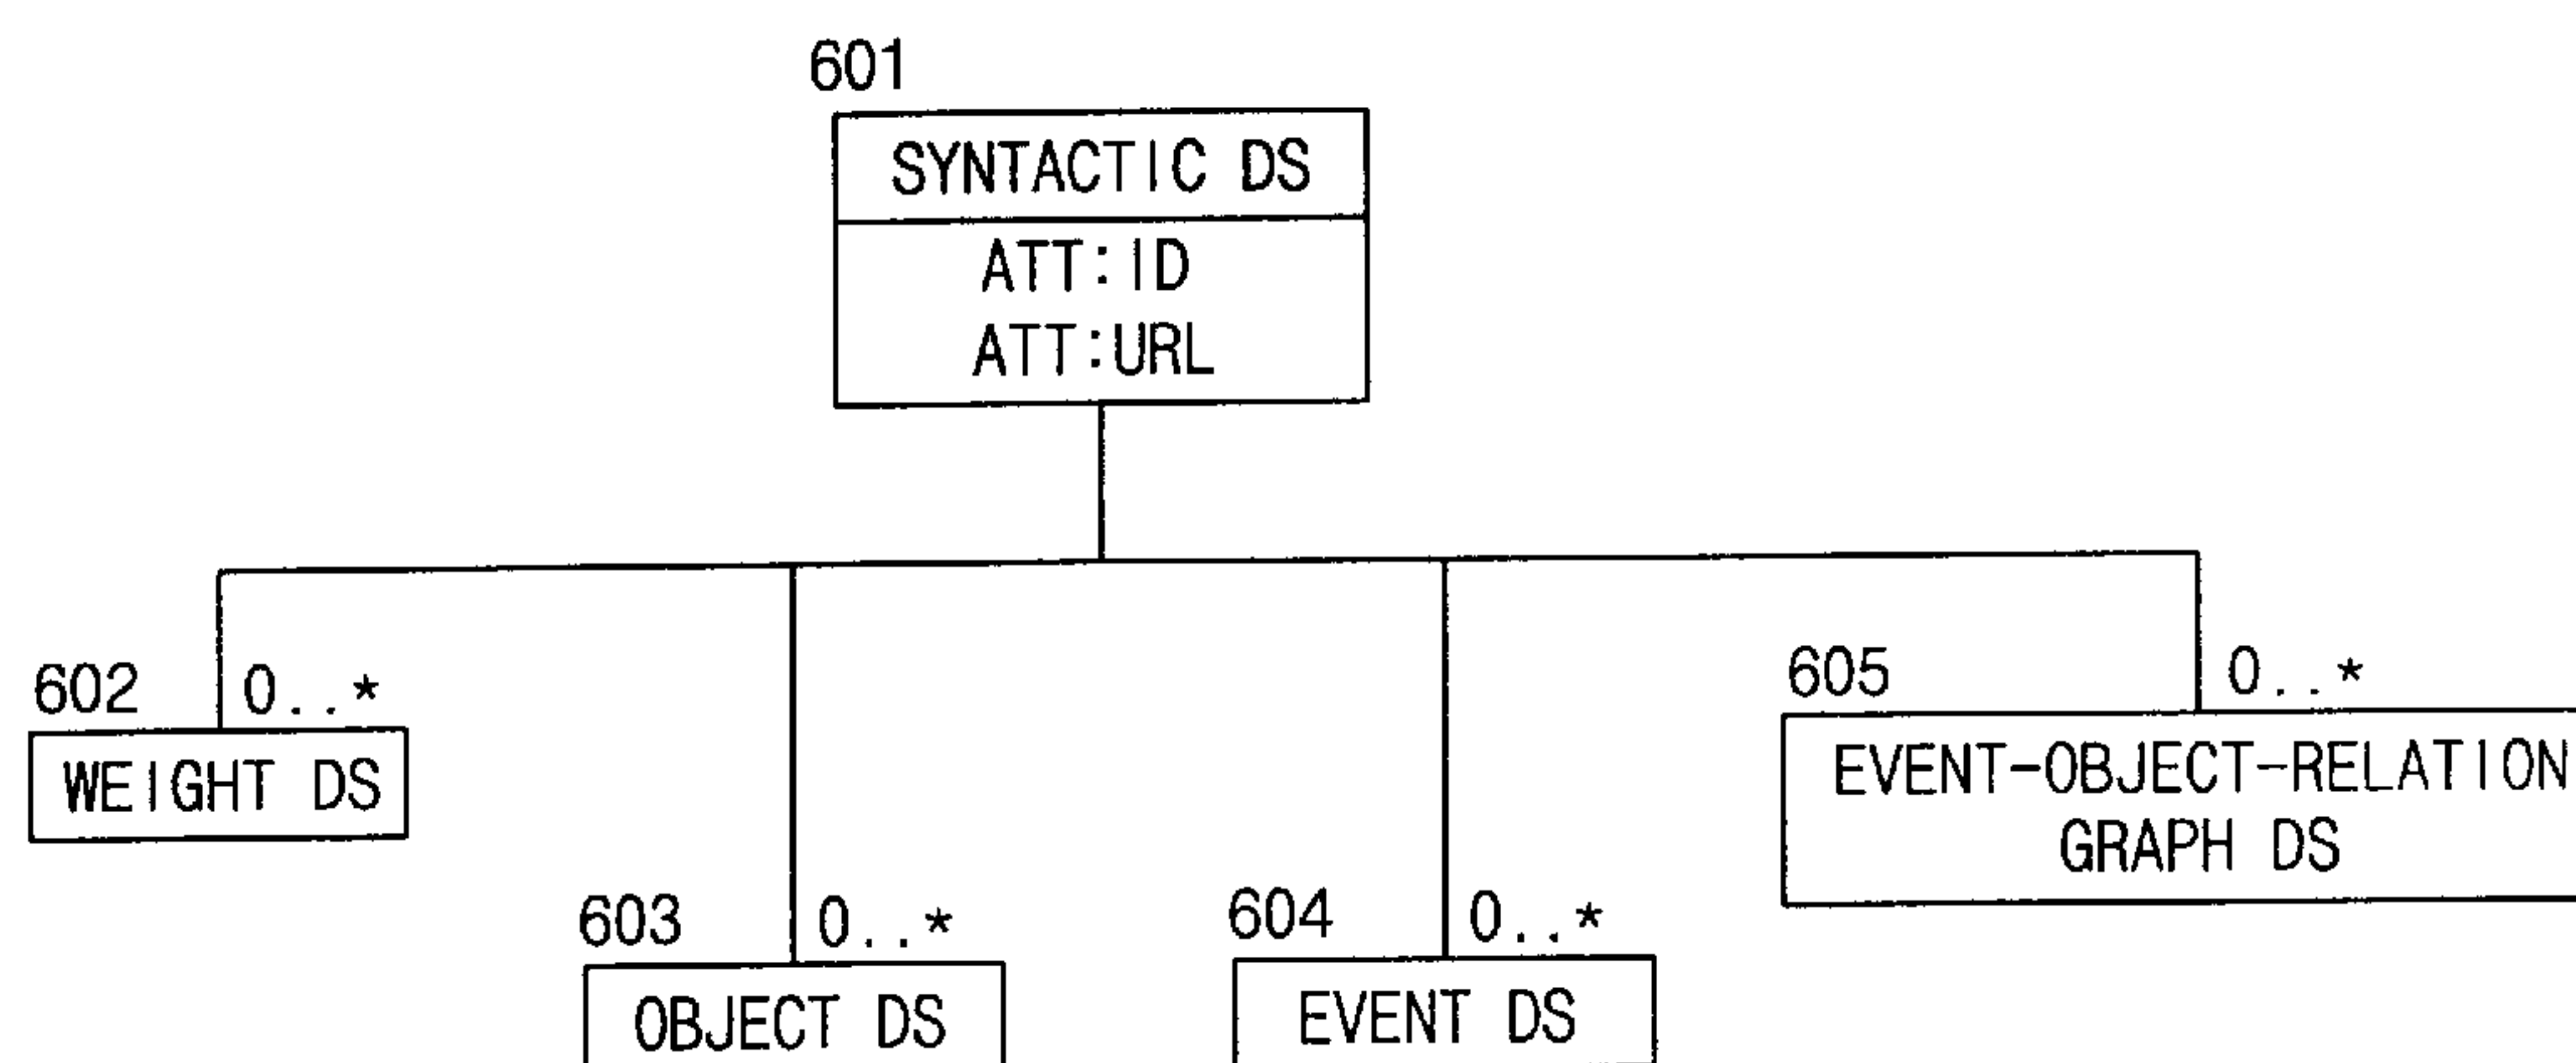 601
SYNTACTIC DS
ATT:ID
ATT:URL
602
0..*
WEIGHT DS
603
0..*
OBJECT DS
604
0..*
EVENT DS
605
0..*
EVENT-OBJECT-RELATION
GRAPH DS